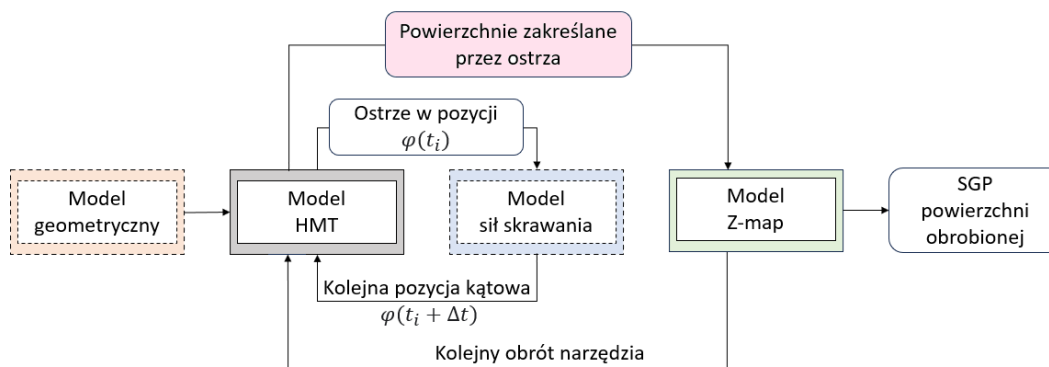 Powierzchnie zakreślane
przez ostrza
Ostrze w pozycji
φ(tᵢ)
Model
geometryczny
Model
HMT
Model
sił skrawania
Model
Z-map
SGP
powierzchni
obrobionej
Kolejna pozycja kątowa
φ(tᵢ + Δt)
Kolejny obrót narzędzia